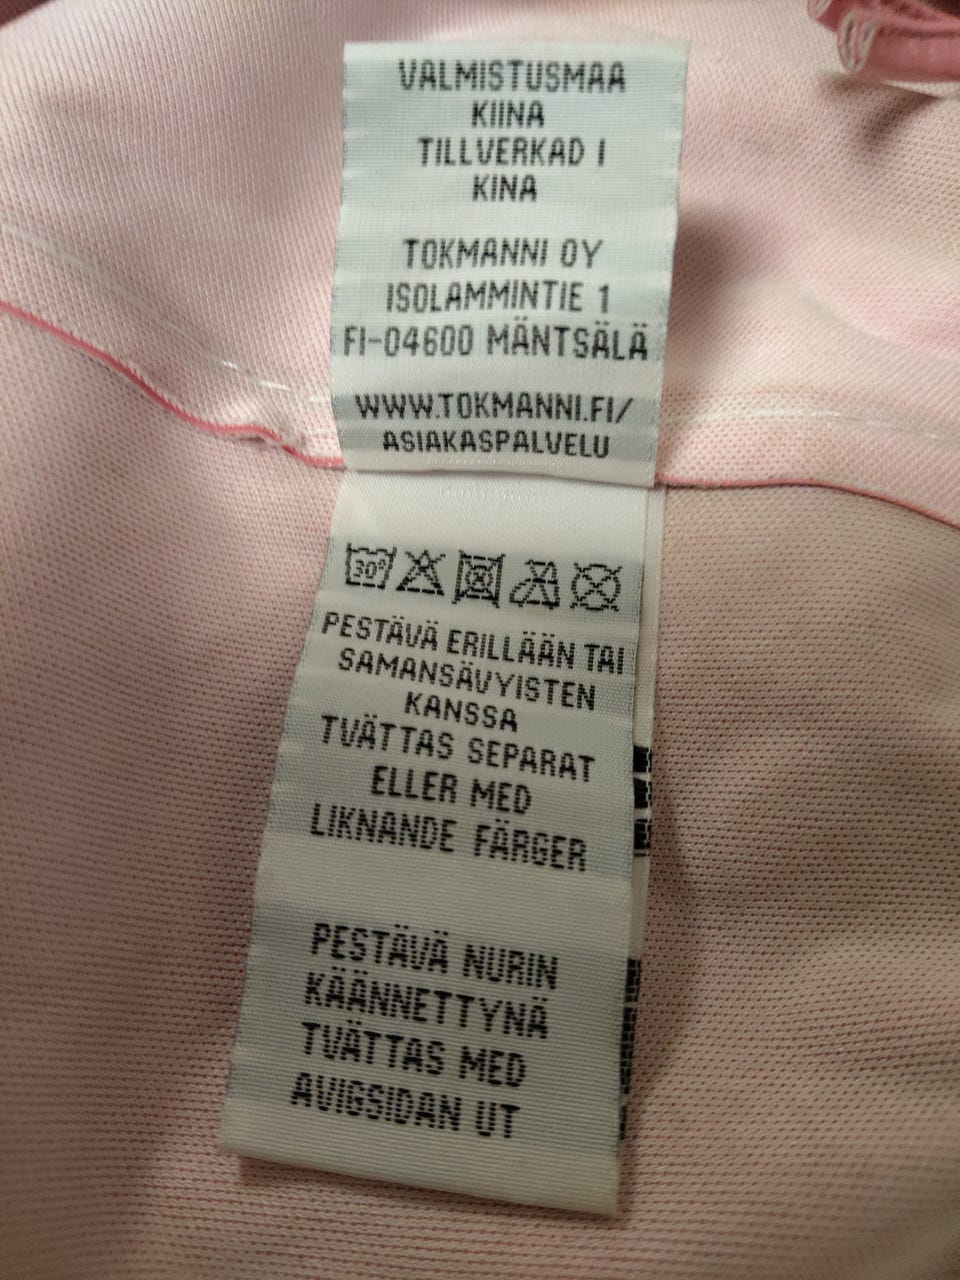 VALMISTUSMAA
KIINA
TILLVERKAD I
KINA
TOKMANNI OY
ISOLAMMINTIE 1
FI-04600 MÄNTSÄLÄ
WWW.TOKMANNI.FI/
ASIAKASPALVELU
30°
PESTÄVÄ ERILLÄÄN TAI
SAMANSÄVYISTEN
KANSSA
TVÄTTAS SEPARAT
ELLER MED
LIKNANDE FÄRGER
PESTÄVÄ NURIN
KÄÄNNETTYNÄ
TVÄTTAS MED
AVIGSIDAN UT